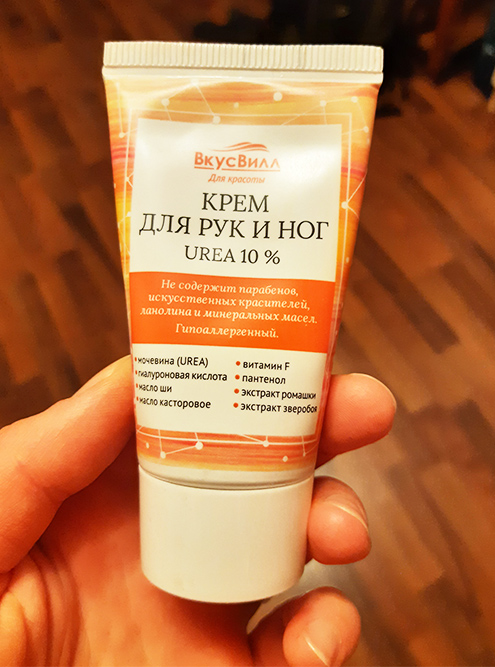 ВкусВилл
Для красоты
КРЕМ
ДЛЯ РУК И НОГ
UREA 10 %
Не содержит парабенов,
искусственных красителей,
ланолина и минеральных масел.
Гипоаллергенный.
• мочевина (UREA)
• гиалуроновая кислота
• масло ши
• масло касторовое
• витамин F
• пантенол
• экстракт ромашки
• экстракт зверобоя